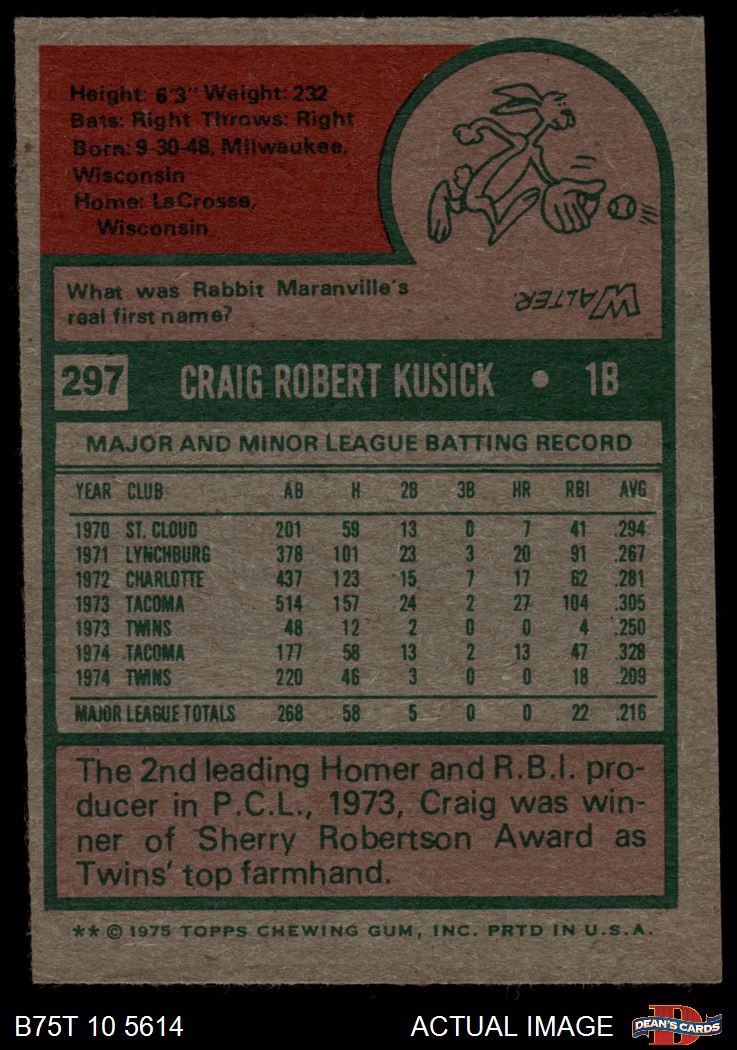 Height: 6'3" Weight: 232
Bats: Right Throws: Right
Born: 9-30-48, Milwaukee,
Wisconsin
Home: LaCrosse,
Wisconsin
What was Rabbit Maranville's
real first name?
WALTER.
297 CRAIG ROBERT KUSICK • 1B
MAJOR AND MINOR LEAGUE BATTING RECORD
YEAR CLUB AB H 2B 3B HR RBI AVG
1970 ST. CLOUD 201 59 13 0 7 41 .294
1971 LYNCHBURG 378 101 23 3 20 91 .267
1972 CHARLOTTE 437 123 15 7 17 62 .281
1973 TACOMA 514 157 24 2 27 104 .305
1973 TWINS 48 12 2 0 0 4 .250
1974 TACOMA 177 58 13 2 13 47 .328
1974 TWINS 220 46 3 0 0 18 .209
MAJOR LEAGUE TOTALS 268 58 5 0 0 22 .216
The 2nd leading Homer and R.B.I. pro-
ducer in P.C.L., 1973, Craig was win-
ner of Sherry Robertson Award as
Twins' top farmhand.
** © 1975 TOPPS CHEWING GUM, INC. PRTD IN U.S.A.
B75T 10 5614 ACTUAL IMAGE DEAN'S CARDS